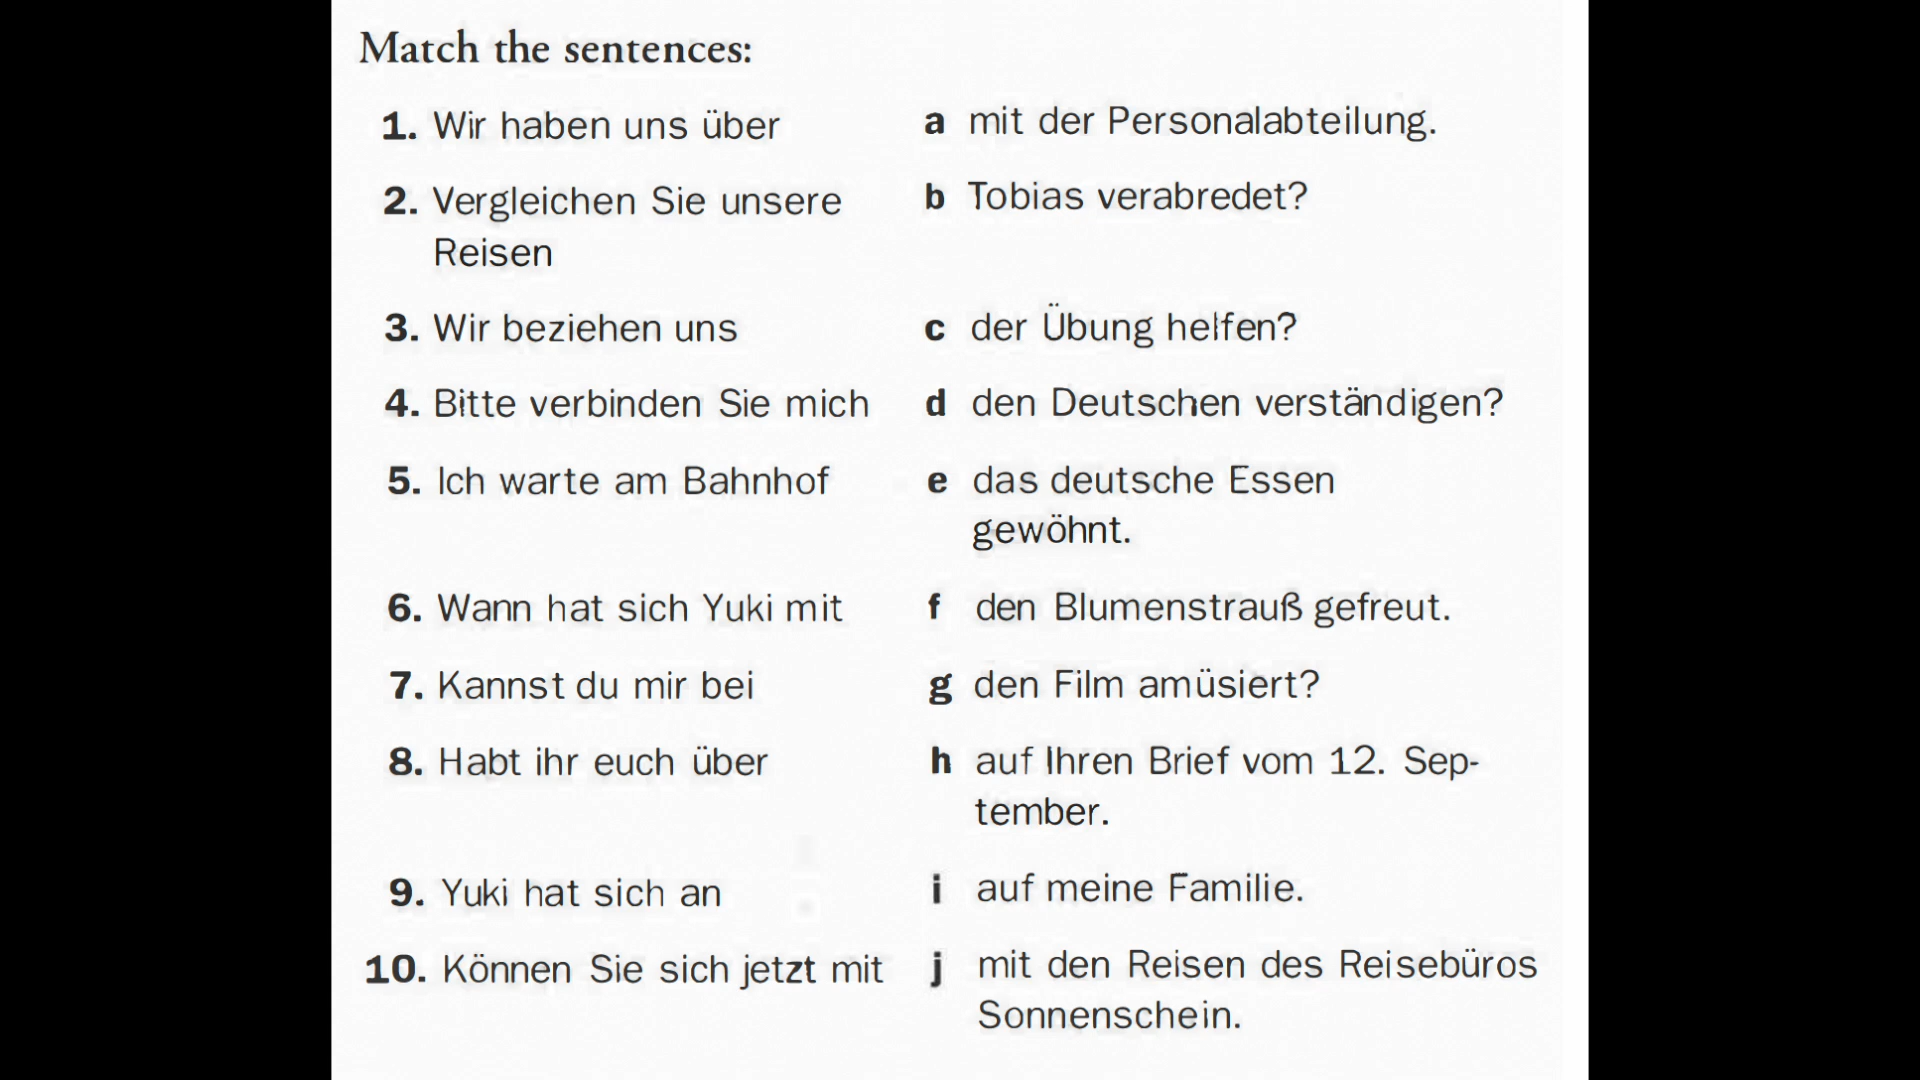 Match the sentences:
1. Wir haben uns über
a mit der Personalabteilung.
2. Vergleichen Sie unsere
Reisen
b Tobias verabredet?
3. Wir beziehen uns
c der Übung helfen?
4. Bitte verbinden Sie mich
d den Deutschen verständigen?
5. Ich warte am Bahnhof
e das deutsche Essen
gewöhnt.
6. Wann hat sich Yuki mit
f den Blumenstrauß gefreut.
7. Kannst du mir bei
g den Film amüsiert?
8. Habt ihr euch über
h auf Ihren Brief vom 12. Sep-
tember.
9. Yuki hat sich an
i auf meine Familie.
10. Können Sie sich jetzt mit
j mit den Reisen des Reisebüros
Sonnenschein.